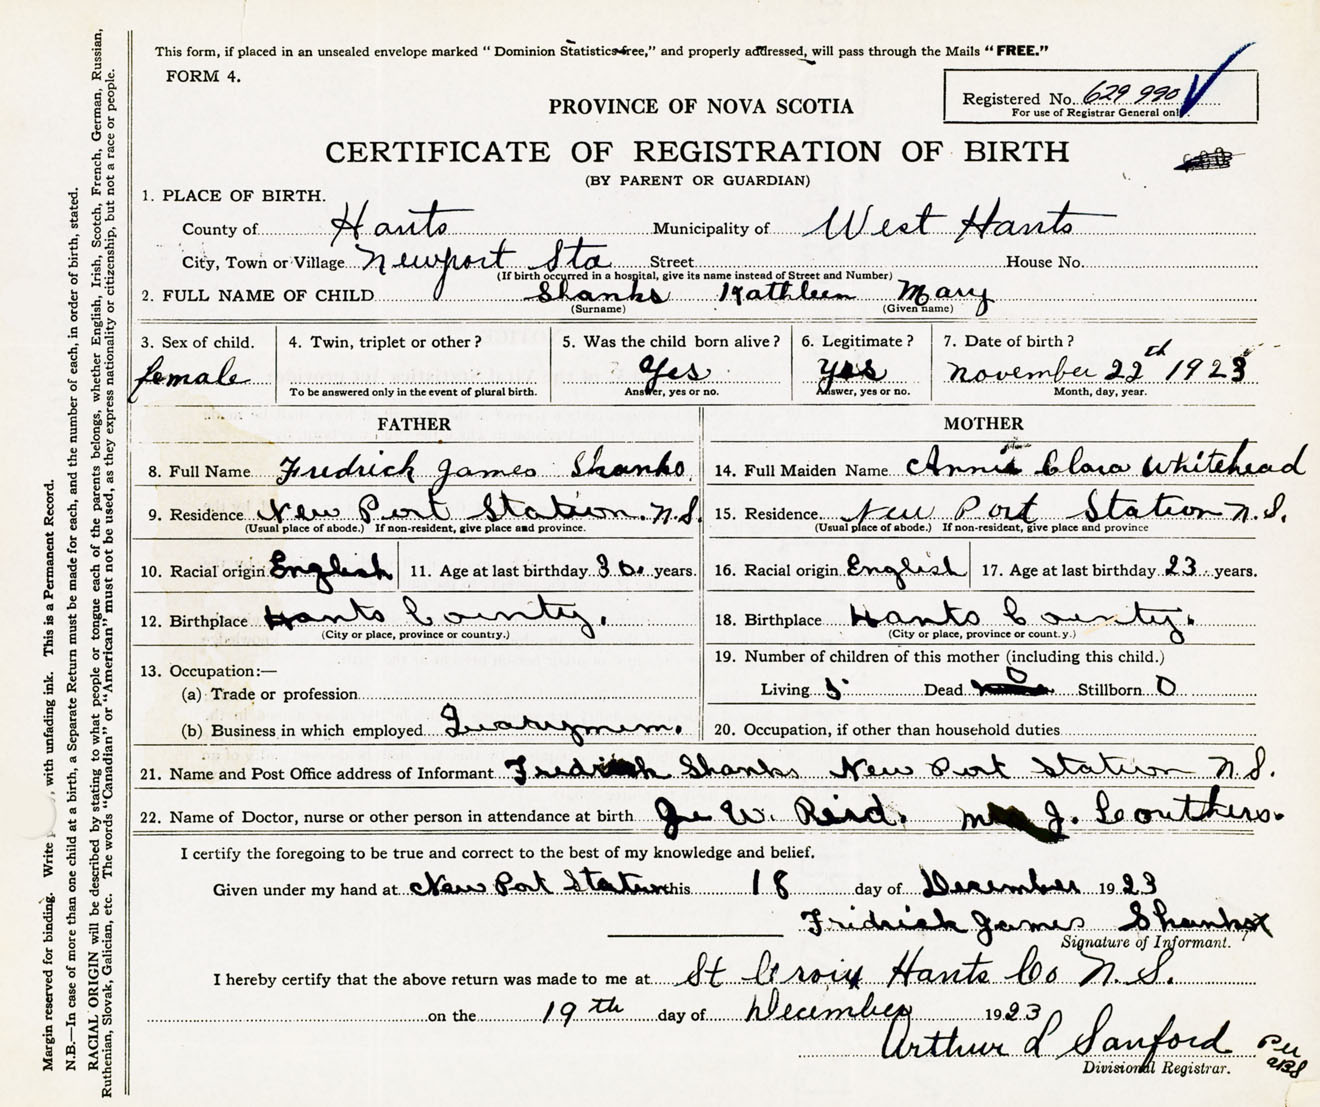 This form, if placed in an unsealed envelope marked “ Dominion Statistics-free,” and properly addressed, will pass through the Mails “ FREE.”
FORM 4.
Registered No. 629 990
For use of Registrar General only.
PROVINCE OF NOVA SCOTIA
CERTIFICATE OF REGISTRATION OF BIRTH
(BY PARENT OR GUARDIAN)
1. PLACE OF BIRTH.
County of Hants Municipality of West Hants
City, Town or Village Newport Sta Street House No.
(If birth occurred in a hospital, give its name instead of Street and Number)
2. FULL NAME OF CHILD Shanks Kathleen Mary
(Surname) (Given name)
3. Sex of child. 4. Twin, triplet or other? 5. Was the child born alive? 6. Legitimate? 7. Date of birth?
female Yes Yes November 22th 1923
To be answered only in the event of plural birth. Answer, yes or no. Answer, yes or no. Month, day, year.
FATHER MOTHER
8. Full Name Fredrick James Shanks 14. Full Maiden Name Annie Clara Whitehead
9. Residence New Port Station. N.S. 15. Residence New Port Station N.S.
(Usual place of abode.) If non-resident, give place and province. (Usual place of abode.) If non-resident, give place and province
10. Racial origin English 11. Age at last birthday 30 years. 16. Racial origin English 17. Age at last birthday 23 years.
12. Birthplace Hants County. 18. Birthplace Hants County.
(City or place, province or country.) (City or place, province or count.y.)
13. Occupation:—
19. Number of children of this mother (including this child.)
(a) Trade or profession
Living 5 Dead 0 Stillborn 0
(b) Business in which employed Quarymem. 20. Occupation, if other than household duties
21. Name and Post Office address of Informant Fredrick Shanks New Port Station N.S.
22. Name of Doctor, nurse or other person in attendance at birth W. Reid. J. Louthers.
I certify the foregoing to be true and correct to the best of my knowledge and belief.
Given under my hand at New Port Station this 18 day of December 1923
Fridrick James Shanks
Signature of Informant.
I hereby certify that the above return was made to me at St Croix Hants Co N.S.
on the 19th day of December 1923
Arthur L Sanford
Divisional Registrar.
Margin reserved for binding. Write , with unfading ink. This is a Permanent Record.
N.B.—In case of more than one child at a birth, a Separate Return must be made for each, and the number of each, in order of birth, stated.
RACIAL ORIGIN will be described by stating to what people or tongue each of the parents belongs, whether English, Irish, Scotch, French, German, Russian,
Ruthenian, Slovak, Galician, etc. The words “Canadian” or “American” must not be used, as they express nationality or citizenship, but not a race or people.